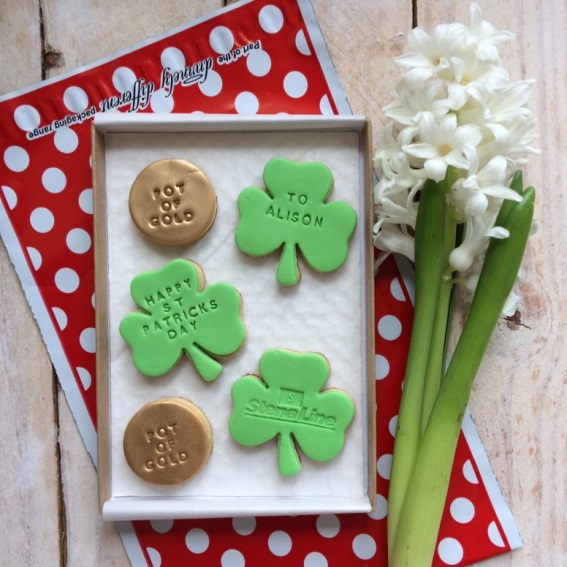 Part of the
divinely different packaging range
POT
OF
GOLD
TO
ALISON
HAPPY
ST
PATRICKS
DAY
S
StenaLine
POT
OF
GOLD